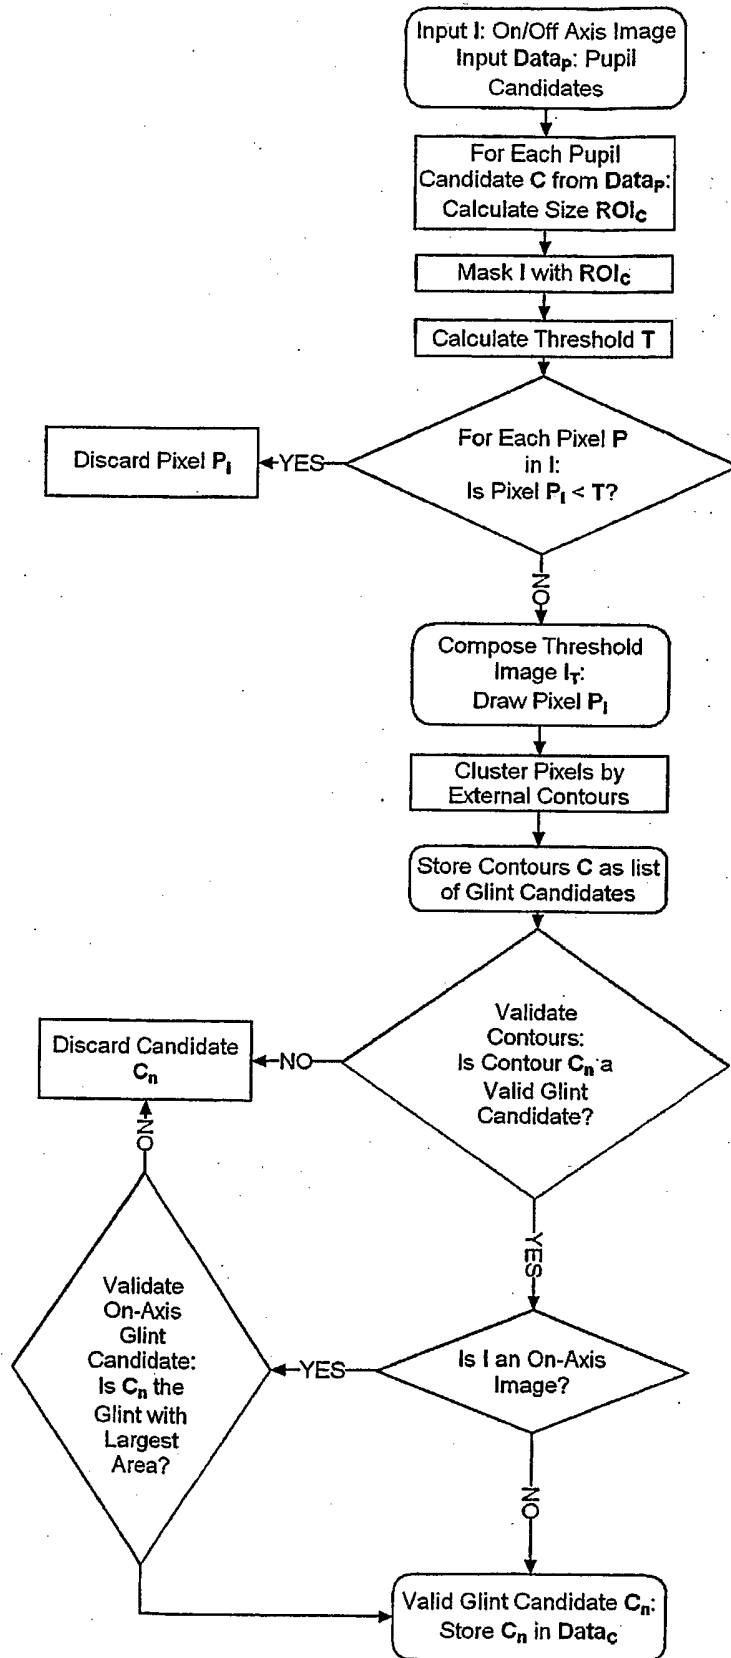 Input I: On/Off Axis Image
Input DataP: Pupil
Candidates
For Each Pupil
Candidate C from DataP:
Calculate Size ROIC
Mask I with ROIC
Calculate Threshold T
For Each Pixel P
in I:
Is Pixel PI < T?
YES
Discard Pixel PI
NO
Compose Threshold
Image IT:
Draw Pixel PI
Cluster Pixels by
External Contours
Store Contours C as list
of Glint Candidates
Validate
Contours:
Is Contour Cn a
Valid Glint
Candidate?
NO
Discard Candidate
Cn
NO
YES
Validate
On-Axis
Glint
Candidate:
Is Cn the
Glint with
Largest
Area?
YES
Is I an On-Axis
Image?
NO
Valid Glint Candidate Cn:
Store Cn in DataC